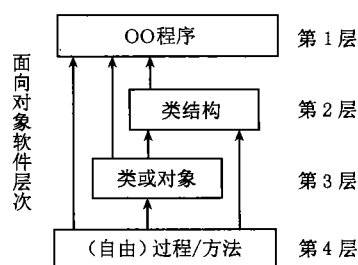 面向对象软件层次
OO程序
第1层
类结构
第2层
类或对象
第3层
（自由）过程/方法
第4层